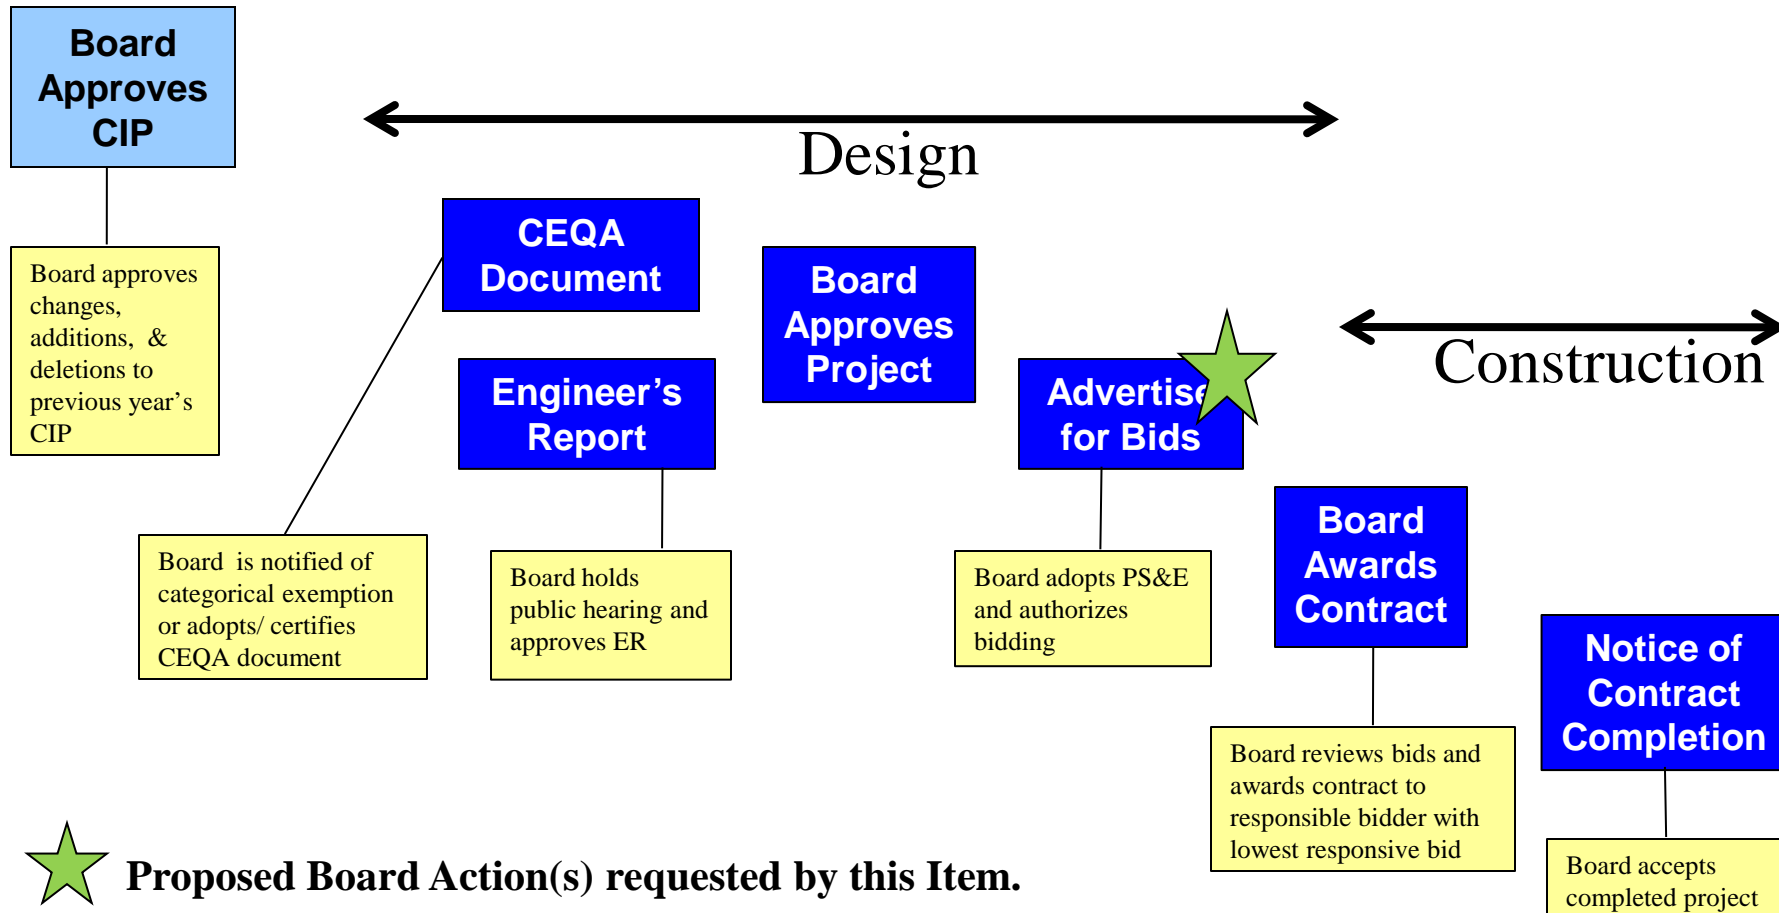 Board
Approves
CIP
Design
Board approves
changes,
additions, &
deletions to
previous year's
CIP
CEQA
Document
Board is notified of
categorical exemption
or adopts/ certifies
CEQA document
Engineer’s
Report
Board holds
public hearing and
approves ER
Board
Approves
Project
Advertise
for Bids
Board adopts PS&E
and authorizes
bidding
Construction
Board
Awards
Contract
Board reviews bids and
awards contract to
responsible bidder with
lowest responsive bid
Notice of
Contract
Completion
Board accepts
completed project
Proposed Board Action(s) requested by this Item.